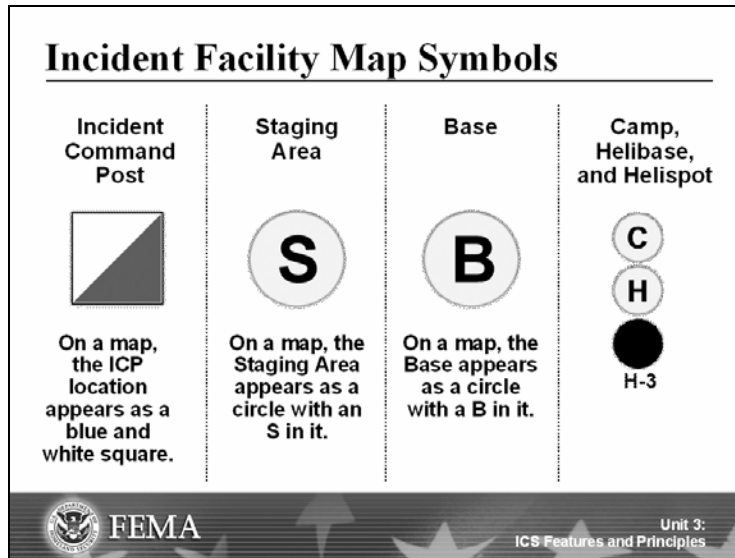 Incident Facility Map Symbols
Incident
Command
Post
On a map,
the ICP
location
appears as a
blue and
white square.
Staging
Area
S
On a map, the
Staging Area
appears as a
circle with an
S in it.
Base
B
On a map, the
Base appears
as a circle
with a B in it.
Camp,
Helibase,
and Helispot
C
H
H-3
FEMA
Unit 3:
ICS Features and Principles